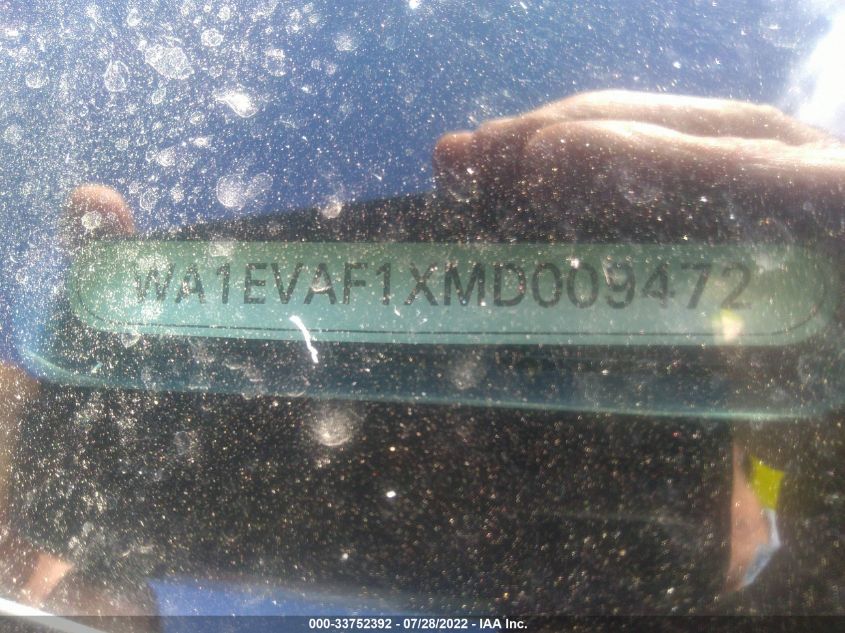 WA1EVAF1XMD009472
000-33752392 / 07/28/2022 - IAA Inc.